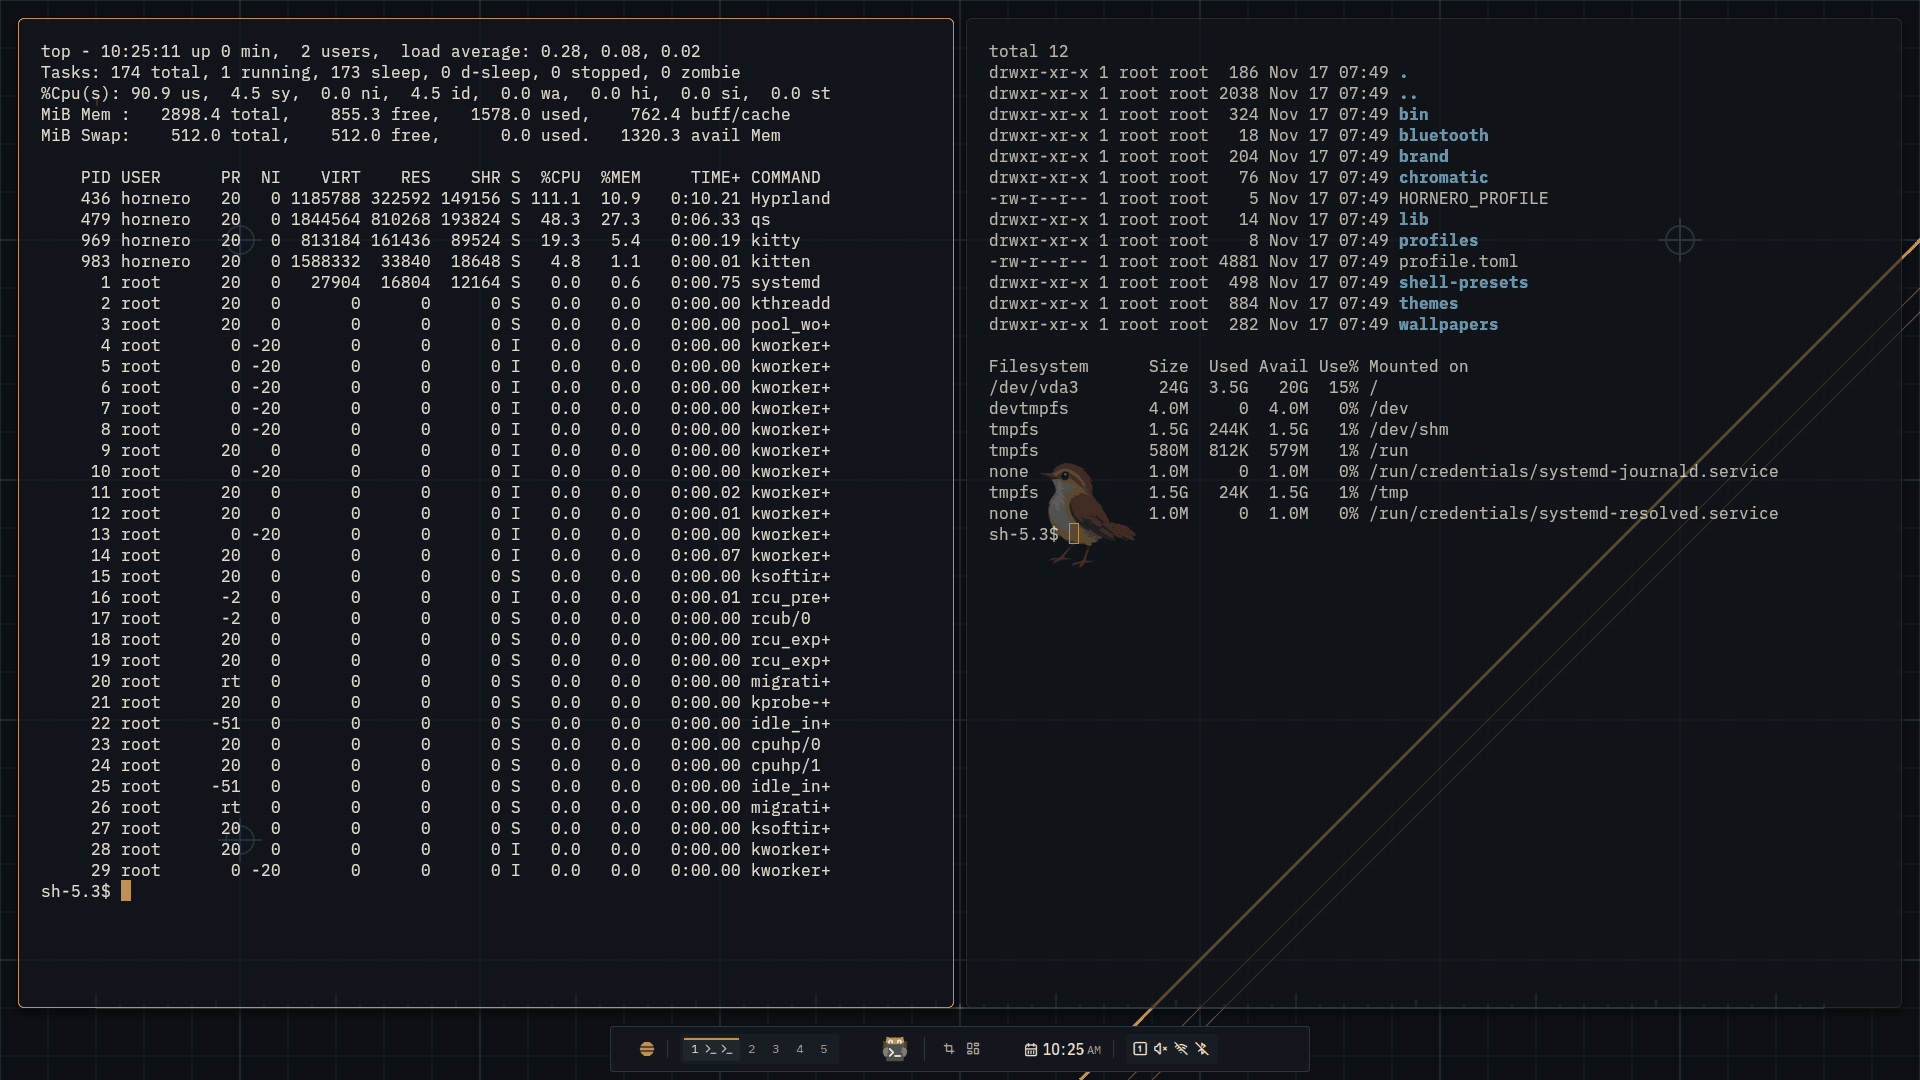 top - 10:25:11 up 0 min,  2 users,  load average: 0.28, 0.08, 0.02
Tasks: 174 total, 1 running, 173 sleep, 0 d-sleep, 0 stopped, 0 zombie
%Cpu(s): 90.9 us,  4.5 sy,  0.0 ni,  4.5 id,  0.0 wa,  0.0 hi,  0.0 si,  0.0 st
MiB Mem :   2898.4 total,    855.3 free,   1578.0 used,    762.4 buff/cache
MiB Swap:    512.0 total,    512.0 free,      0.0 used.   1320.3 avail Mem
PID USER      PR  NI    VIRT    RES    SHR S  %CPU  %MEM     TIME+ COMMAND
436 hornero   20   0 1185788 322592 149156 S 111.1  10.9   0:10.21 Hyprland
479 hornero   20   0 1844564 810268 193824 S  48.3  27.3   0:06.33 qs
969 hornero   20   0  813184 161436  89524 S  19.3   5.4   0:00.19 kitty
983 hornero   20   0 1588332  33840  18648 S   4.8   1.1   0:00.01 kitten
1 root      20   0   27904  16804  12164 S   0.0   0.6   0:00.75 systemd
2 root      20   0       0      0      0 S   0.0   0.0   0:00.00 kthreadd
3 root      20   0       0      0      0 S   0.0   0.0   0:00.00 pool_wo+
4 root       0 -20       0      0      0 I   0.0   0.0   0:00.00 kworker+
5 root       0 -20       0      0      0 I   0.0   0.0   0:00.00 kworker+
6 root       0 -20       0      0      0 I   0.0   0.0   0:00.00 kworker+
7 root       0 -20       0      0      0 I   0.0   0.0   0:00.00 kworker+
8 root       0 -20       0      0      0 I   0.0   0.0   0:00.00 kworker+
9 root      20   0       0      0      0 I   0.0   0.0   0:00.00 kworker+
10 root       0 -20       0      0      0 I   0.0   0.0   0:00.00 kworker+
11 root      20   0       0      0      0 I   0.0   0.0   0:00.02 kworker+
12 root      20   0       0      0      0 I   0.0   0.0   0:00.01 kworker+
13 root       0 -20       0      0      0 I   0.0   0.0   0:00.00 kworker+
14 root      20   0       0      0      0 I   0.0   0.0   0:00.07 kworker+
15 root      20   0       0      0      0 S   0.0   0.0   0:00.00 ksoftir+
16 root      -2   0       0      0      0 I   0.0   0.0   0:00.01 rcu_pre+
17 root      -2   0       0      0      0 S   0.0   0.0   0:00.00 rcub/0
18 root      20   0       0      0      0 S   0.0   0.0   0:00.00 rcu_exp+
19 root      20   0       0      0      0 S   0.0   0.0   0:00.00 rcu_exp+
20 root      rt   0       0      0      0 S   0.0   0.0   0:00.00 migrati+
21 root      20   0       0      0      0 S   0.0   0.0   0:00.00 kprobe-+
22 root     -51   0       0      0      0 S   0.0   0.0   0:00.00 idle_in+
23 root      20   0       0      0      0 S   0.0   0.0   0:00.00 cpuhp/0
24 root      20   0       0      0      0 S   0.0   0.0   0:00.00 cpuhp/1
25 root     -51   0       0      0      0 S   0.0   0.0   0:00.00 idle_in+
26 root      rt   0       0      0      0 S   0.0   0.0   0:00.00 migrati+
27 root      20   0       0      0      0 S   0.0   0.0   0:00.00 ksoftir+
28 root      20   0       0      0      0 I   0.0   0.0   0:00.00 kworker+
29 root       0 -20       0      0      0 I   0.0   0.0   0:00.00 kworker+
sh-5.3$
total 12
drwxr-xr-x 1 root root  186 Nov 17 07:49 .
drwxr-xr-x 1 root root 2038 Nov 17 07:49 ..
drwxr-xr-x 1 root root  324 Nov 17 07:49 bin
drwxr-xr-x 1 root root   18 Nov 17 07:49 bluetooth
drwxr-xr-x 1 root root  204 Nov 17 07:49 brand
drwxr-xr-x 1 root root   76 Nov 17 07:49 chromatic
-rw-r--r-- 1 root root    5 Nov 17 07:49 HORNERO_PROFILE
drwxr-xr-x 1 root root   14 Nov 17 07:49 lib
drwxr-xr-x 1 root root    8 Nov 17 07:49 profiles
-rw-r--r-- 1 root root 4881 Nov 17 07:49 profile.toml
drwxr-xr-x 1 root root  498 Nov 17 07:49 shell-presets
drwxr-xr-x 1 root root  884 Nov 17 07:49 themes
drwxr-xr-x 1 root root  282 Nov 17 07:49 wallpapers
Filesystem      Size  Used Avail Use% Mounted on
/dev/vda3        24G  3.5G   20G  15% /
devtmpfs        4.0M     0  4.0M   0% /dev
tmpfs           1.5G  244K  1.5G   1% /dev/shm
tmpfs           580M  812K  579M   1% /run
none            1.0M     0  1.0M   0% /run/credentials/systemd-journald.service
tmpfs           1.5G   24K  1.5G   1% /tmp
none            1.0M     0  1.0M   0% /run/credentials/systemd-resolved.service
sh-5.3$
1 2 3 4 5 10:25 AM 1